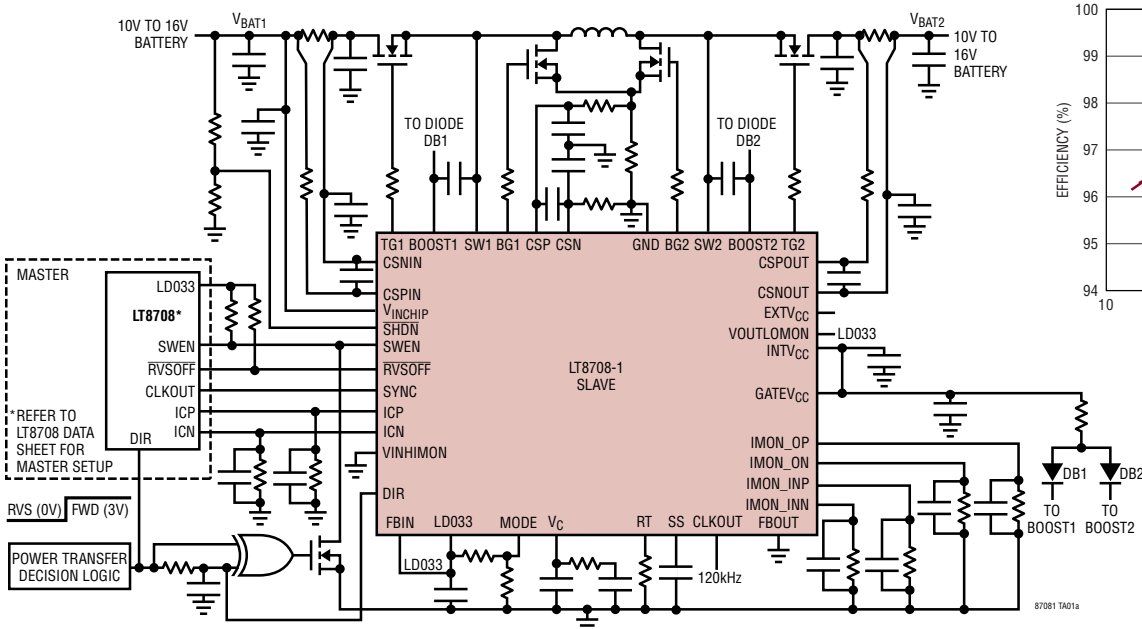 10V TO 16V
BATTERY
VBAT1
VBAT2
10V TO
16V
BATTERY
TO DIODE
DB1
TO DIODE
DB2
TG1 BOOST1 SW1 BG1 CSP CSN GND BG2 SW2 BOOST2 TG2
CSNIN
CSPIN
VINCHIP
SHDN
SWEN
RVSOFF
SYNC
ICP
ICN
VINHIMON
DIR
LT8708-1
SLAVE
CSPOUT
CSNOUT
EXTVCC
VOUTLOMON
LD033
INTVCC
GATEVCC
IMON_OP
IMON_ON
IMON_INP
IMON_INN
FBIN LD033 MODE VC RT SS CLKOUT FBOUT
MASTER
LD033
LT8708*
SWEN
RVSOFF
CLKOUT
ICP
ICN
DIR
*REFER TO
LT8708 DATA
SHEET FOR
MASTER SETUP
RVS (0V) FWD (3V)
POWER TRANSFER
DECISION LOGIC
LD033
120kHz
DB1
DB2
TO
BOOST1
TO
BOOST2
87081 TA01a
EFFICIENCY (%)
100
99
98
97
96
95
94
10